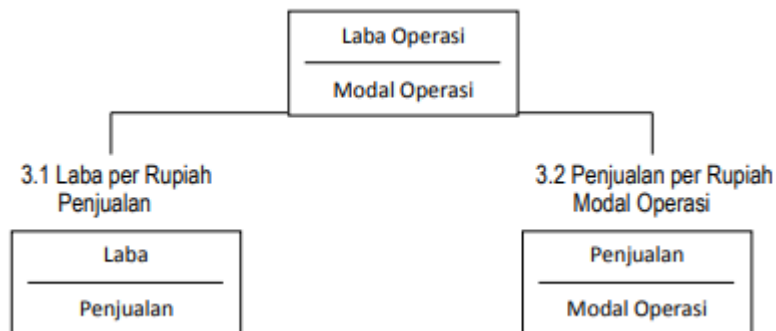 Laba Operasi
Modal Operasi
3.1 Laba per Rupiah
Penjualan
3.2 Penjualan per Rupiah
Modal Operasi
Laba
Penjualan
Penjualan
Modal Operasi